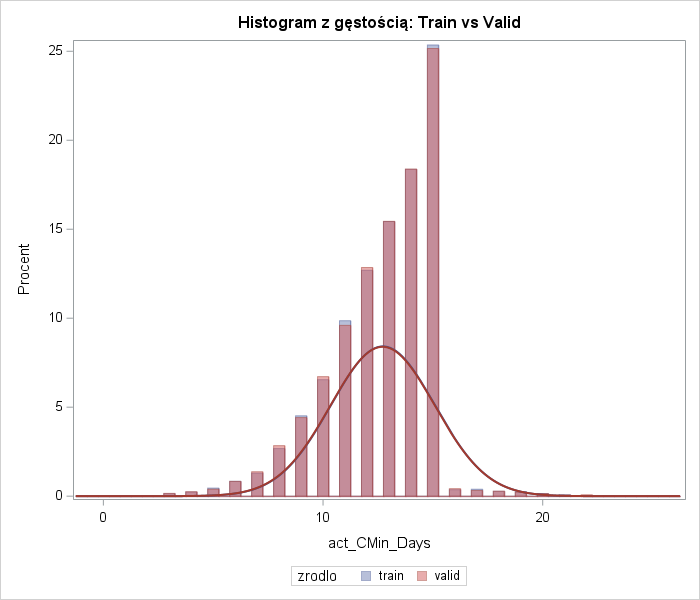 Histogram z gęstością: Train vs Valid
25
20
15
10
5
0
Procent
0 10 20
act_CMin_Days
zrodlo train valid